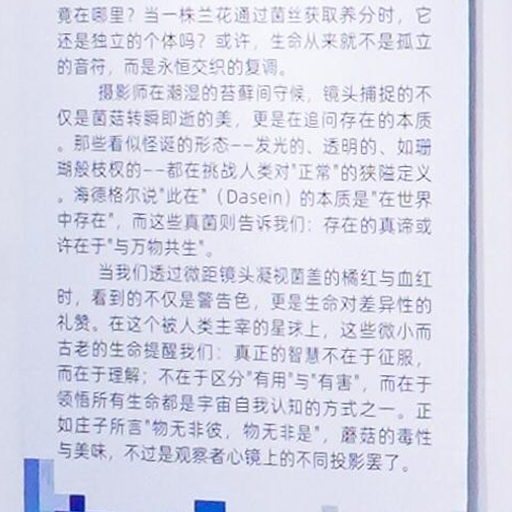 竟在哪里？当一株兰花通过菌丝获取养分时，它
还是独立的个体吗？或许，生命从来就不是孤立
的音符，而是永恒交织的复调。
摄影师在潮湿的苔藓间守候，镜头捕捉的不
仅是菌菇转瞬即逝的美，更是在追问存在的本质
。那些看似怪诞的形态--发光的、透明的、如珊
瑚般枝杈的--都在挑战人类对"正常"的狭隘定义
。海德格尔说"此在"（Dasein）的本质是"在世界
中存在"，而这些真菌则告诉我们：存在的真谛或
许在于"与万物共生"。
当我们透过微距镜头凝视菌盖的橘红与血红
时，看到的不仅是警告色，更是生命对差异性的
礼赞。在这个被人类主宰的星球上，这些微小而
古老的生命提醒我们：真正的智慧不在于征服，
而在于理解；不在于区分"有用"与"有害"，而在于
领悟所有生命都是宇宙自我认知的方式之一。正
如庄子所言"物无非彼，物无非是"，蘑菇的毒性
与美味，不过是观察者心镜上的不同投影罢了。